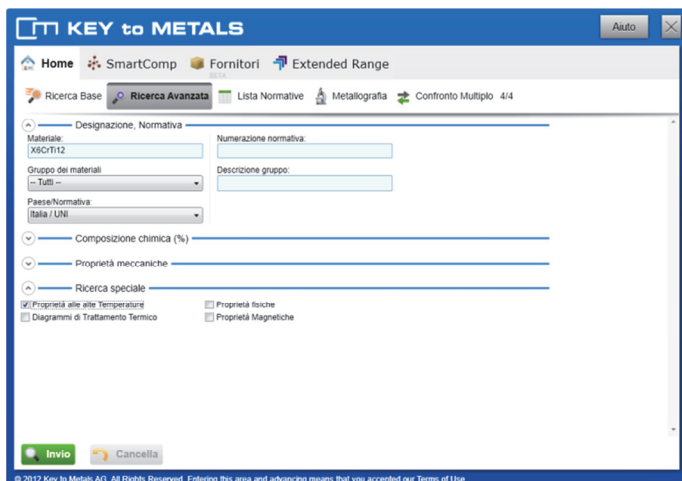 KEY to METALS
Aiuto
Home SmartComp Fornitori Extended Range
BETA
Ricerca Base Ricerca Avanzata Lista Normative Metallografia Confronto Multiplo 4/4
Designazione, Normativa
Materiale: Numerazione normativa:
X6CrTi12
Gruppo dei materiali Descrizione gruppo:
-- Tutti --
Paese/Normativa:
Italia / UNI
Composizione chimica (%)
Proprietà meccaniche
Ricerca speciale
Proprietà alle alte Temperature Proprietà fisiche
Diagrammi di Trattamento Termico Proprietà Magnetiche
Invio Cancella
© 2012 Key to Metals AG. All Rights Reserved. Entering this area and advancing means that you accepted our Terms of Use